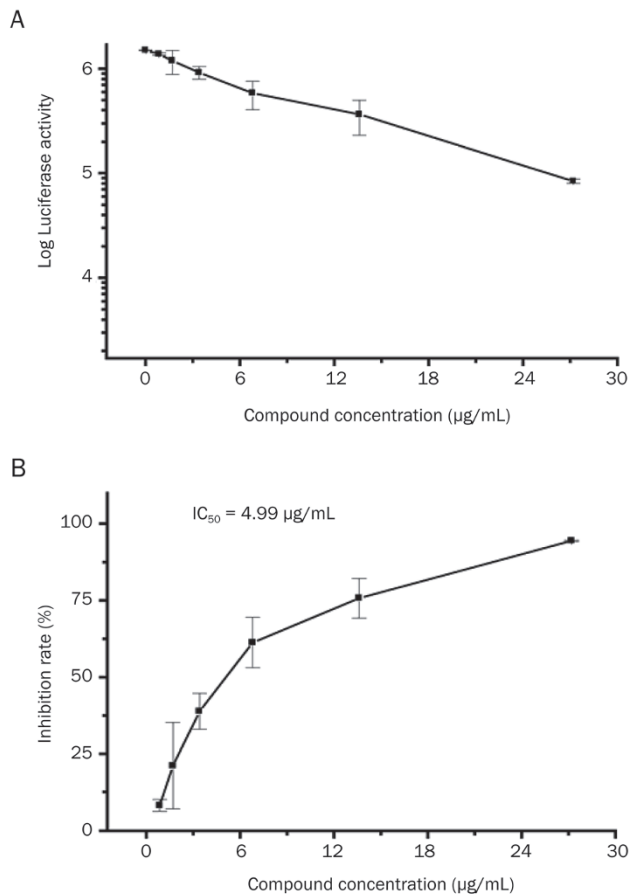 A
6
5
4
Log Luciferase activity
0 6 12 18 24 30
Compound concentration (μg/mL)
B
IC50 = 4.99 μg/mL
100
75
50
25
0
Inhibition rate (%)
0 6 12 18 24 30
Compound concentration (μg/mL)